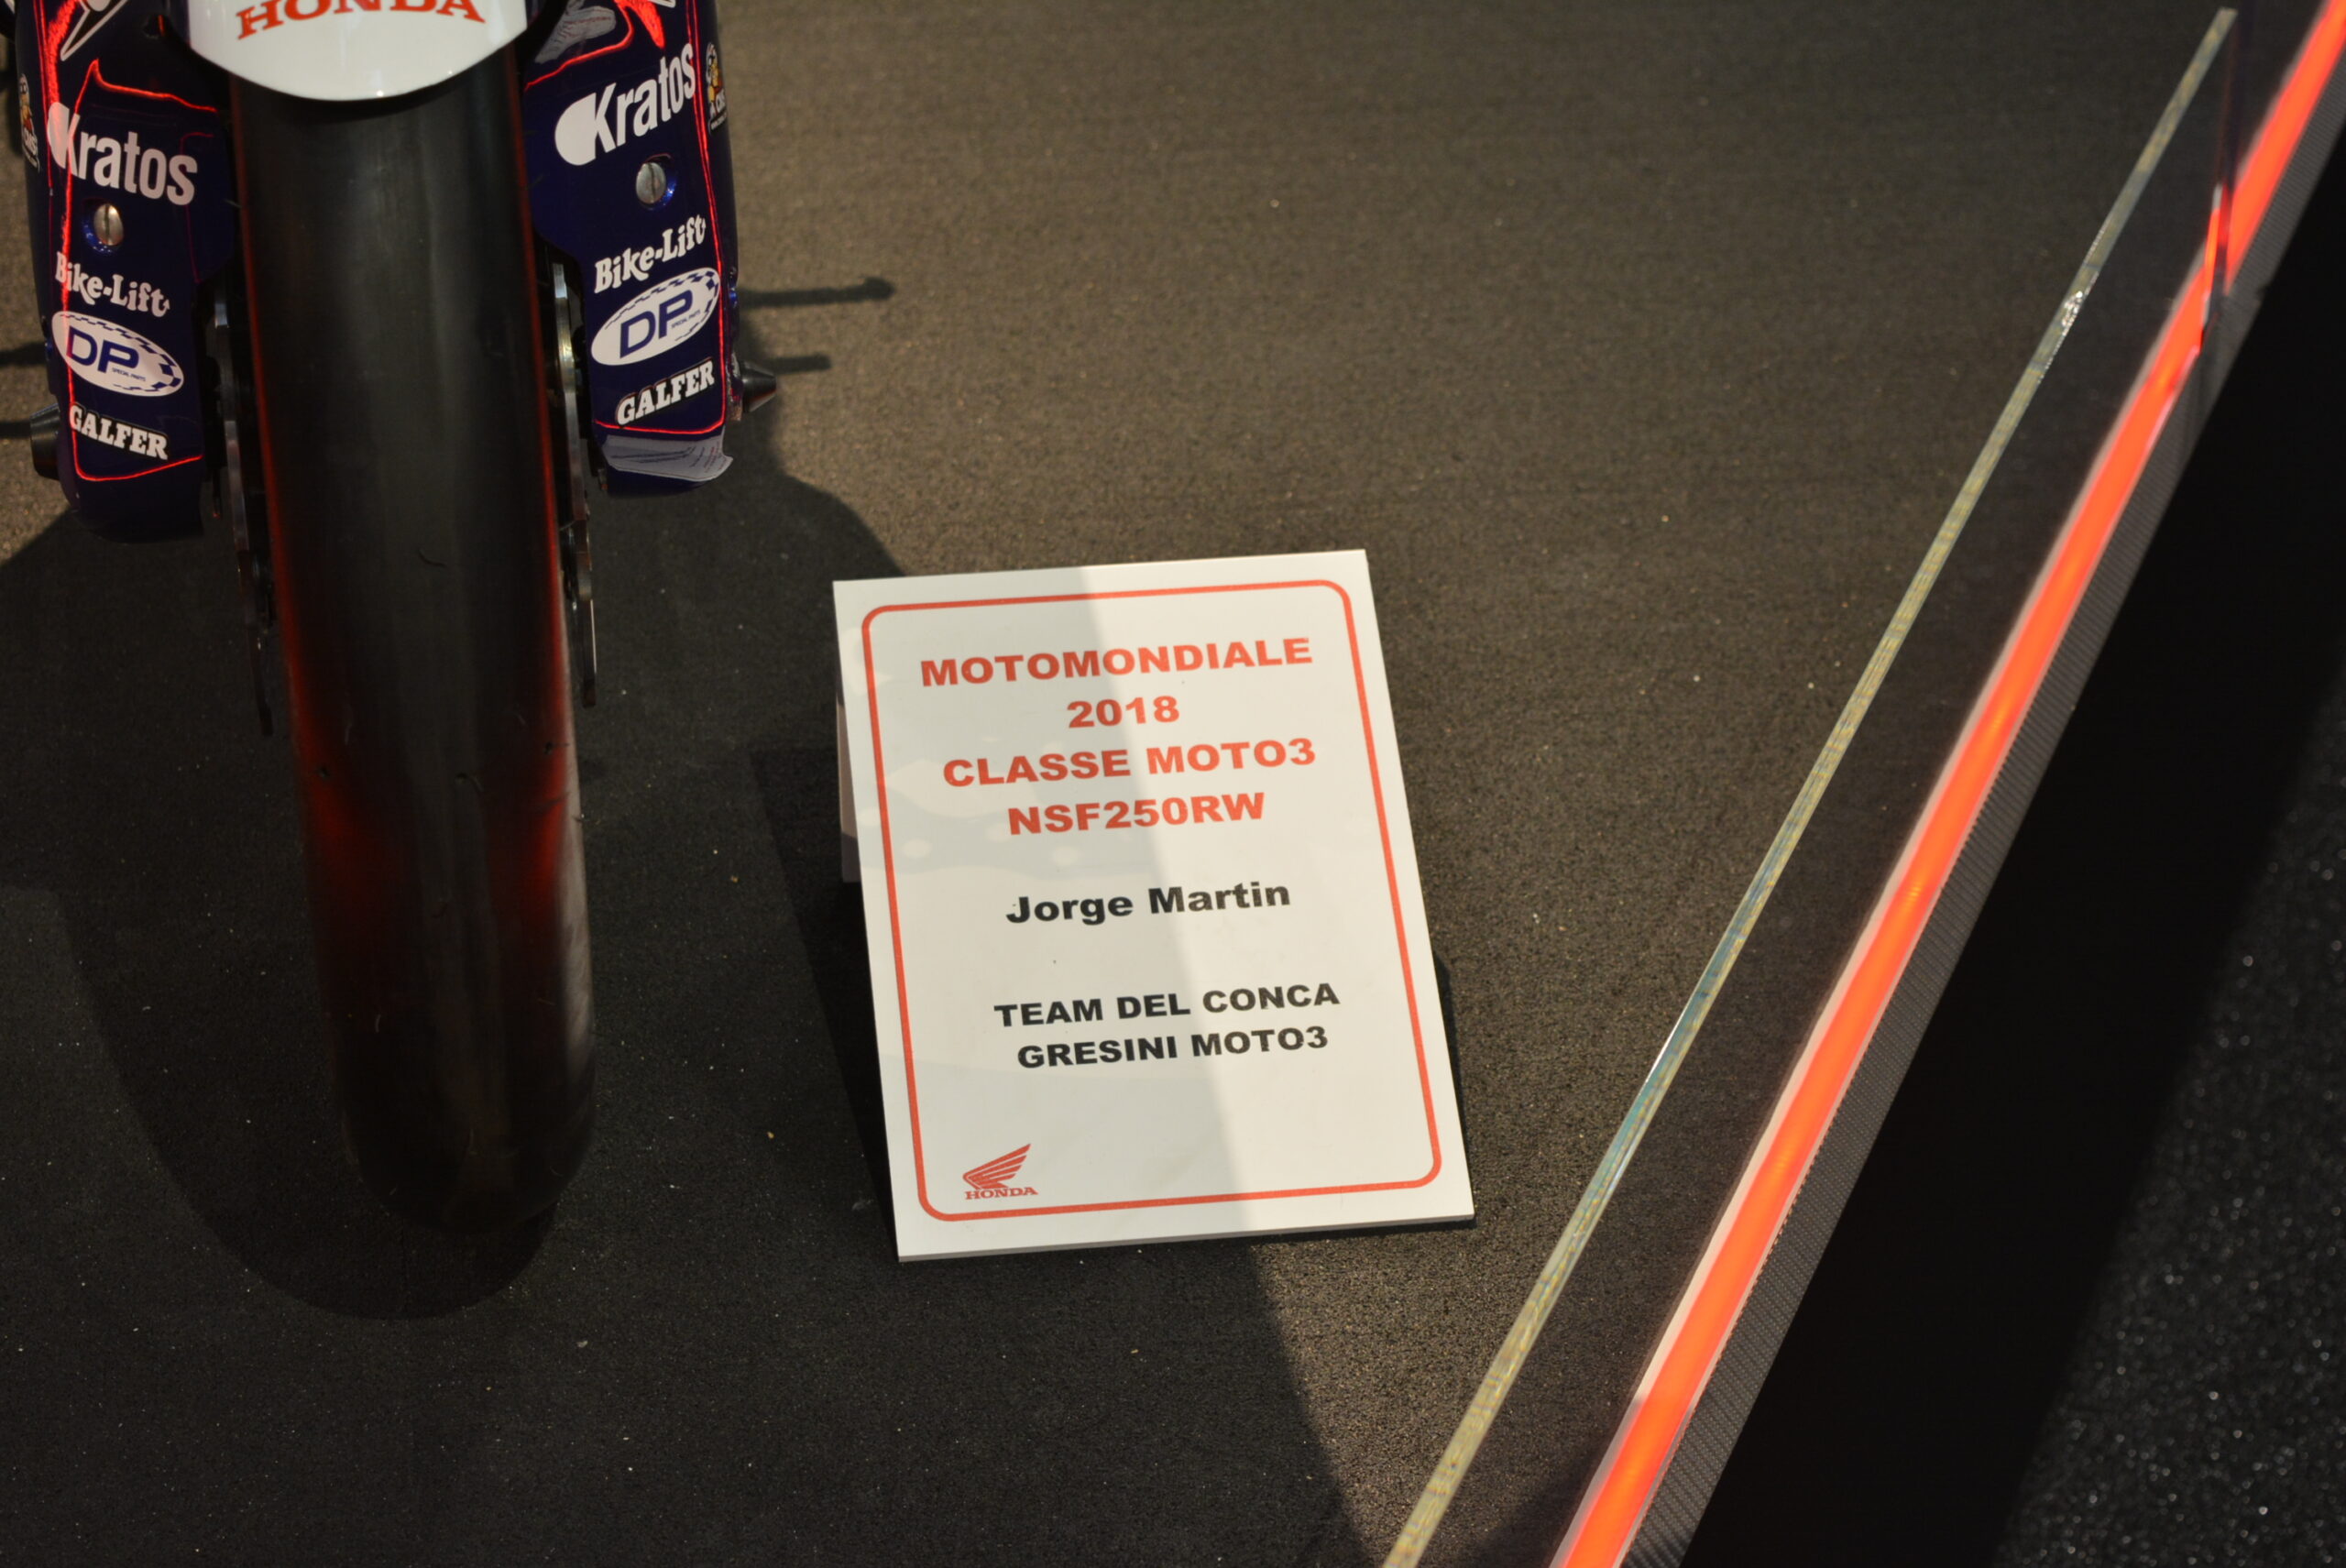 HONDA
Kratos
Bike-Lift
DP
GALFER
Kratos
Bike-Lift
DP
GALFER
MOTOMONDIALE
2018
CLASSE MOTO3
NSF250RW
Jorge Martin
TEAM DEL CONCA
GRESINI MOTO3
HONDA